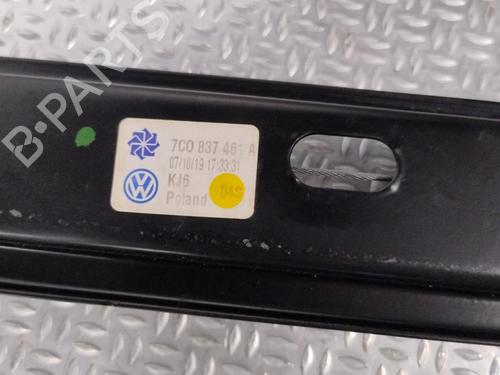 B-PARTS
7C0 837 461 A
07/10/19 17:33:31
KJ6
Poland 04S